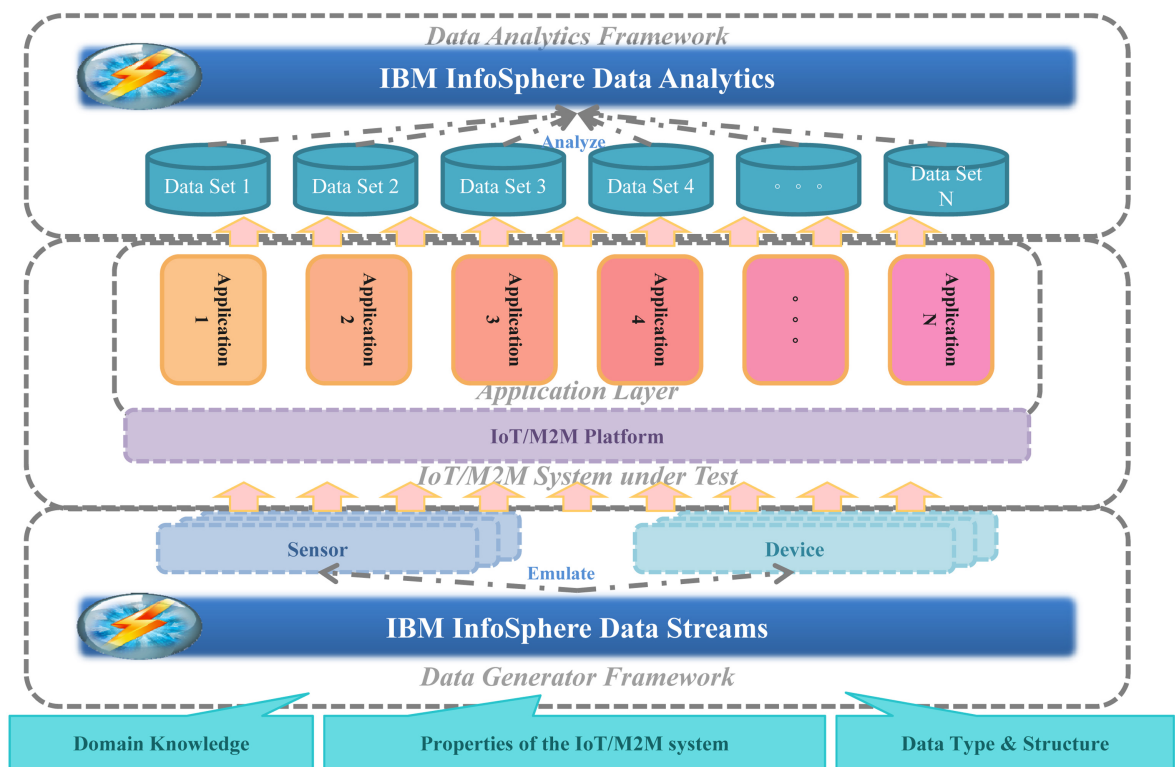 Data Analytics Framework
IBM InfoSphere Data Analytics
Analyze
Data Set 1
Data Set 2
Data Set 3
Data Set 4
° ° °
Data Set
N
Application
1
Application
2
Application
3
Application
4
° ° °
Application
N
Application Layer
IoT/M2M Platform
IoT/M2M System under Test
Sensor
Device
Emulate
IBM InfoSphere Data Streams
Data Generator Framework
Domain Knowledge
Properties of the IoT/M2M system
Data Type & Structure